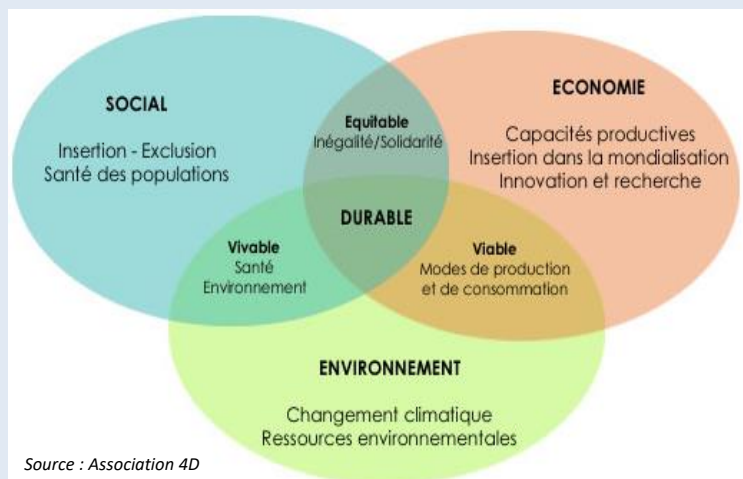 SOCIAL
Insertion - Exclusion
Santé des populations
Equitable
Inégalité/Solidarité
ECONOMIE
Capacités productives
Insertion dans la mondialisation
Innovation et recherche
DURABLE
Vivable
Santé
Environnement
Viable
Modes de production
et de consommation
ENVIRONNEMENT
Changement climatique
Ressources environnementales
Source : Association 4D